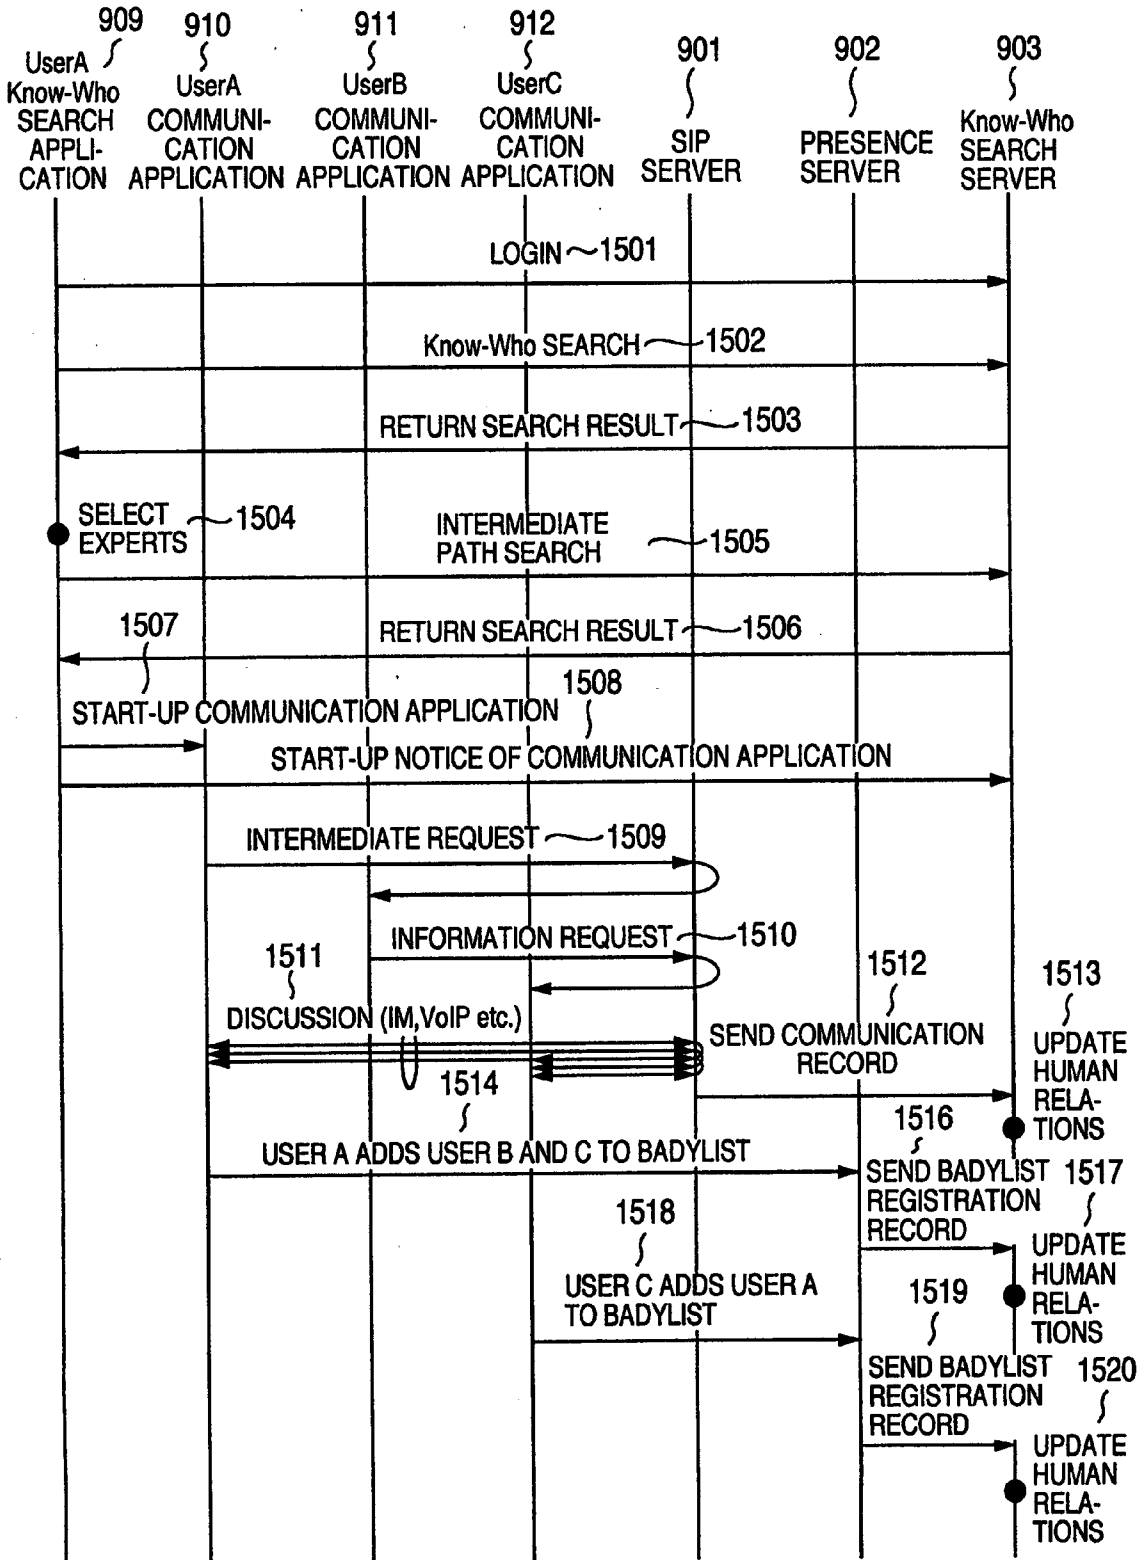 909
910
911
912
901
902
903
UserA
Know-Who
SEARCH
APPLI-
CATION
UserA
COMMUNI-
CATION
APPLICATION
UserB
COMMUNI-
CATION
APPLICATION
UserC
COMMUNI-
CATION
APPLICATION
SIP
SERVER
PRESENCE
SERVER
Know-Who
SEARCH
SERVER
LOGIN 1501
Know-Who SEARCH 1502
RETURN SEARCH RESULT 1503
SELECT
EXPERTS
1504
INTERMEDIATE
PATH SEARCH
1505
RETURN SEARCH RESULT 1506
1507
START-UP COMMUNICATION APPLICATION
1508
START-UP NOTICE OF COMMUNICATION APPLICATION
INTERMEDIATE REQUEST 1509
INFORMATION REQUEST 1510
1511
DISCUSSION (IM,VoIP etc.)
1512
SEND COMMUNICATION
RECORD
1513
UPDATE
HUMAN
RELA-
TIONS
1514
USER A ADDS USER B AND C TO BADYLIST
1516
SEND BADYLIST
REGISTRATION
RECORD
1517
UPDATE
HUMAN
RELA-
TIONS
1518
USER C ADDS USER A
TO BADYLIST
1519
SEND BADYLIST
REGISTRATION
RECORD
1520
UPDATE
HUMAN
RELA-
TIONS